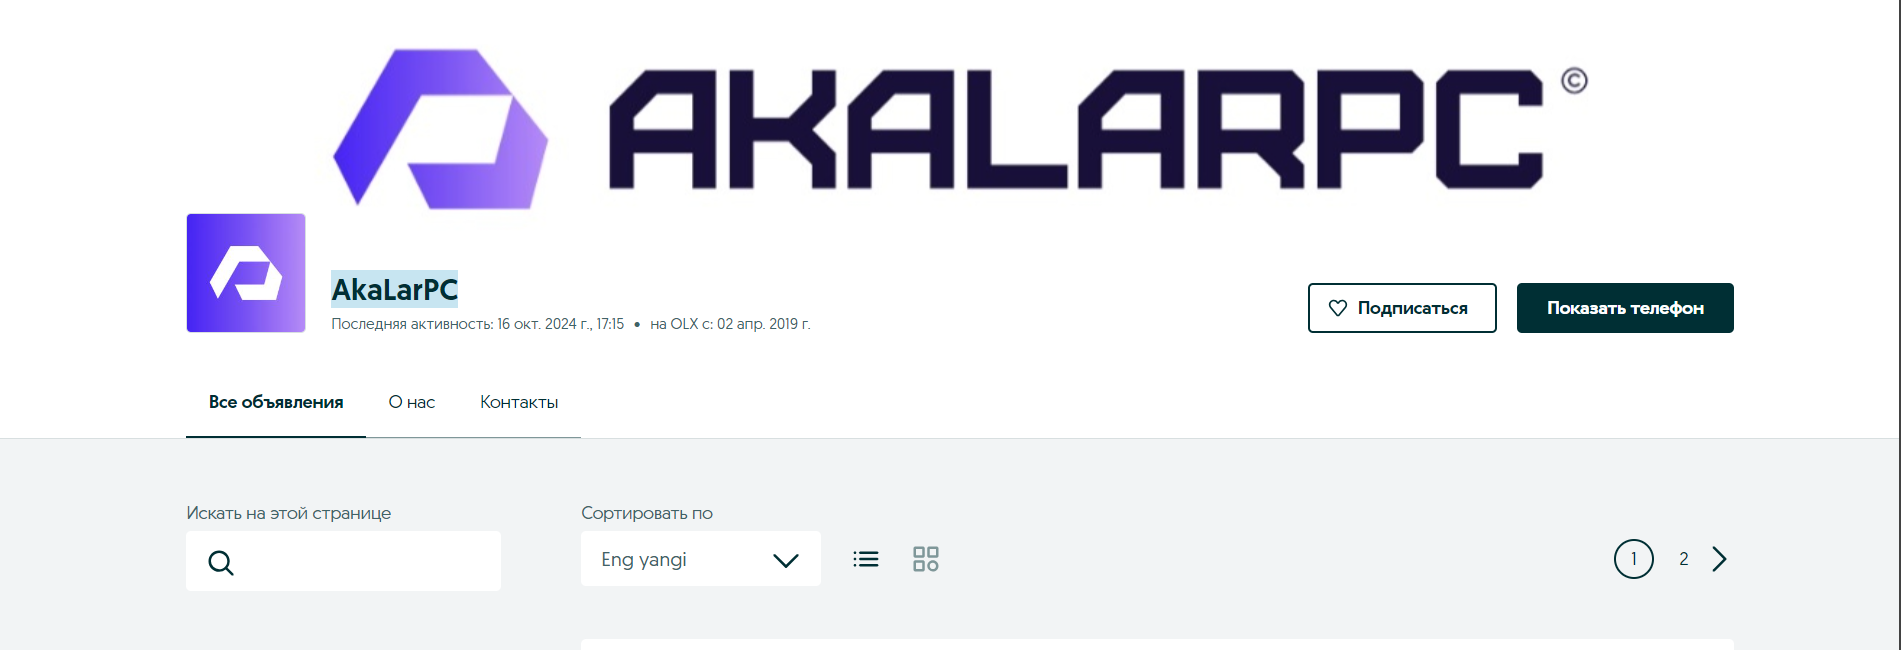 AKALARPC ©
AkaLarPC
Последняя активность: 16 окт. 2024 г., 17:15 • на OLX с: 02 апр. 2019 г.
Подписаться
Показать телефон
Все объявления
О нас
Контакты
Искать на этой странице
Сортировать по
Eng yangi
1
2